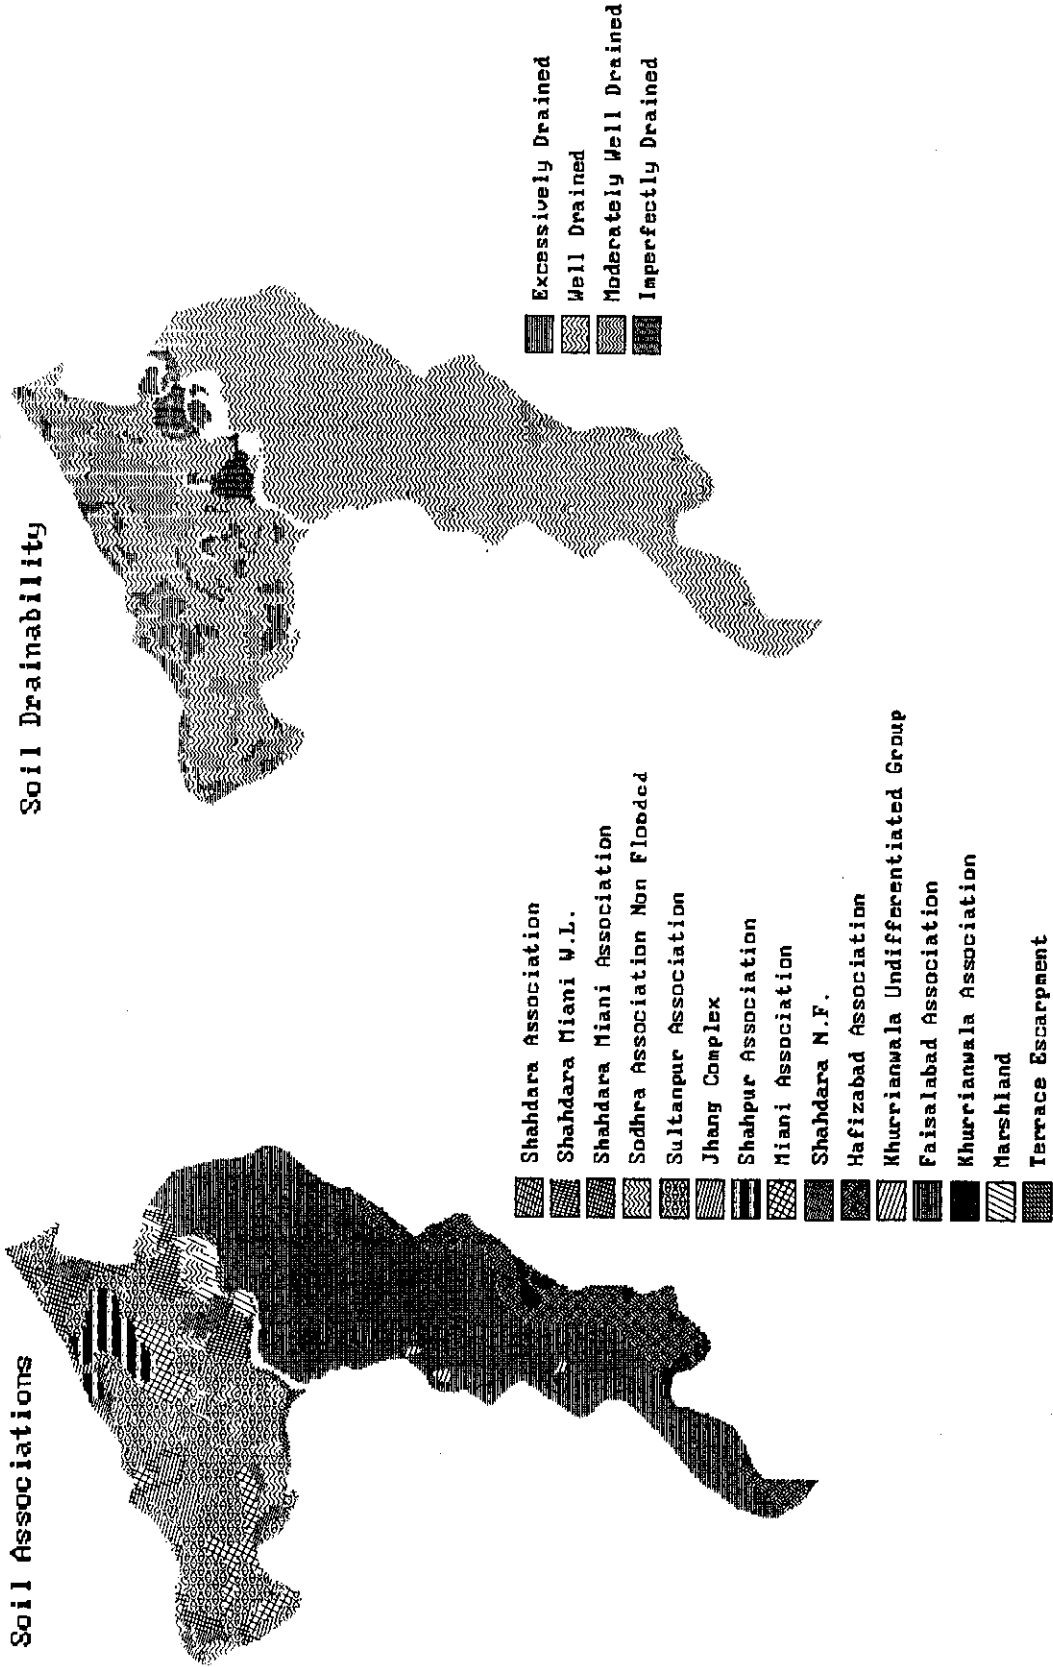 Soil Associations
Shahdara Association
Shahdara Miani W.L.
Shahdara Miani Association
Sodhra Association Non Flooded
Sultanpur Association
Jhang Complex
Shahpur Association
Miani Association
Shahdara N.F.
Hafizabad Association
Khurrianwala Undifferentiated Group
Faisalabad Association
Khurrianwala Association
Marshland
Terrace Escarpment
Soil Drainability
Excessively Drained
Well Drained
Moderately Well Drained
Imperfectly Drained